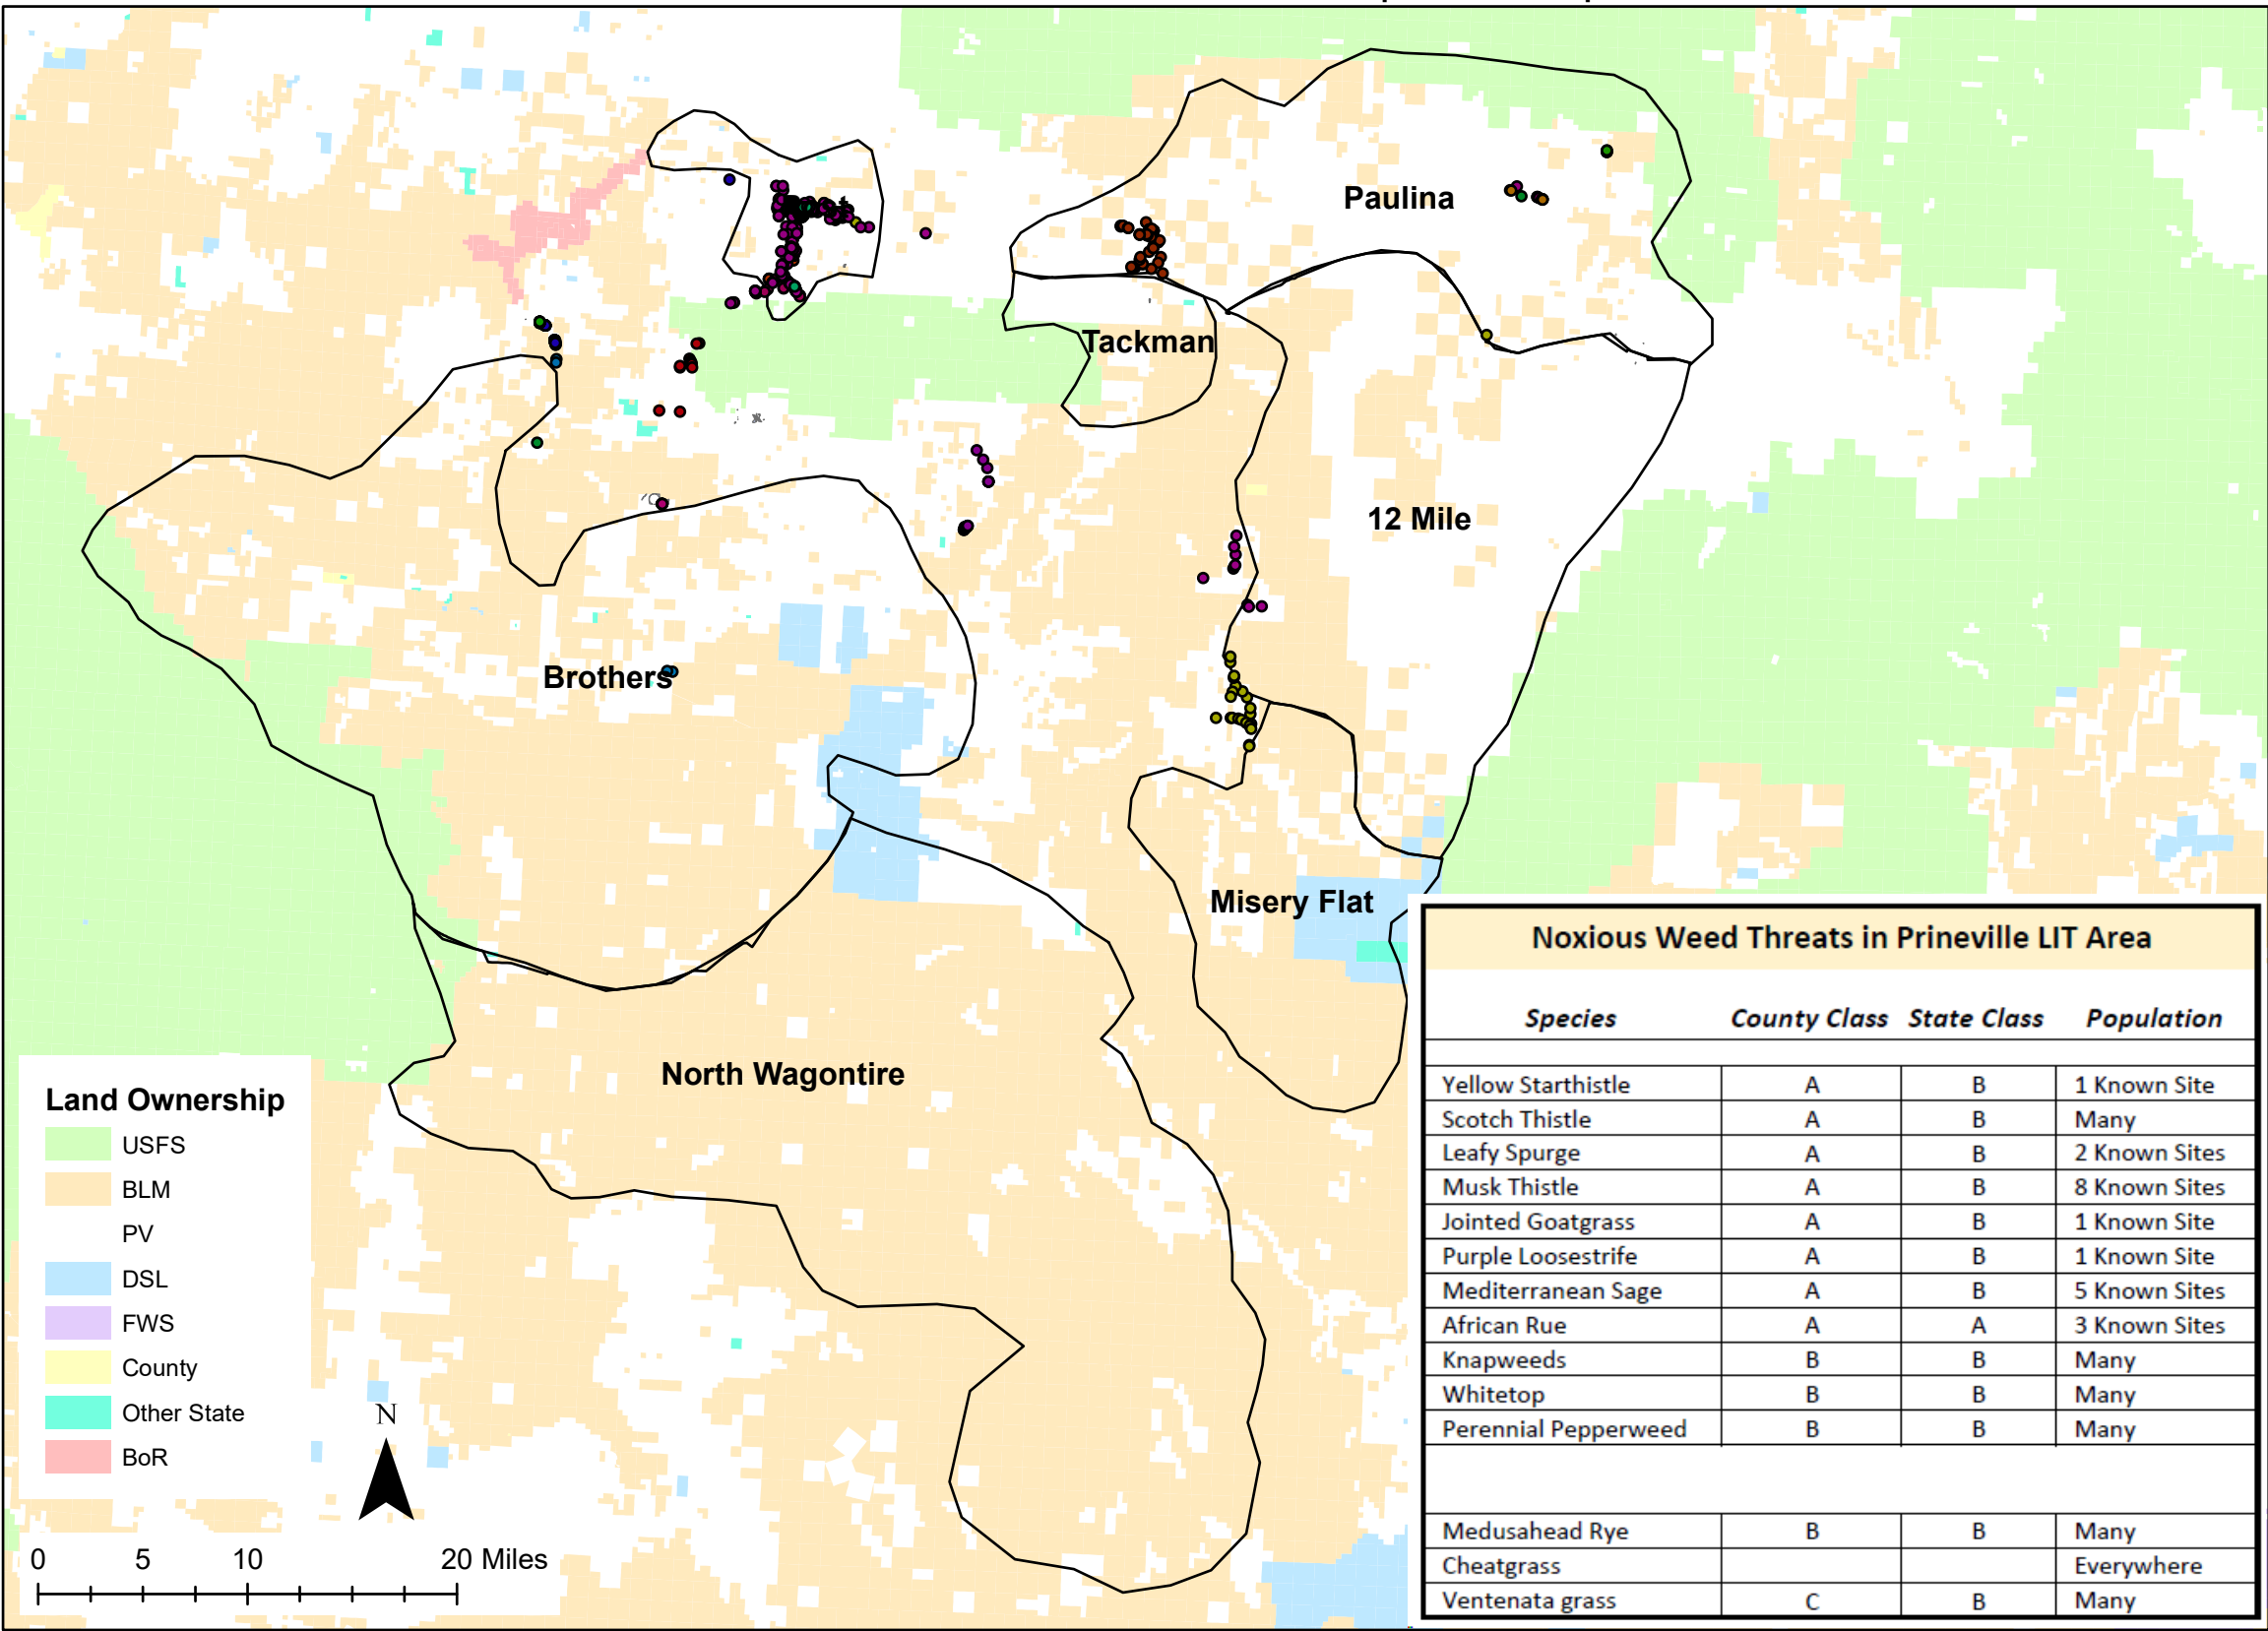 Paulina
Tackman
12 Mile
Brothers
Misery Flat
North Wagontire
Land Ownership
USFS
BLM
PV
DSL
FWS
County
Other State
BoR
N
0 5 10 20 Miles
Noxious Weed Threats in Prineville LIT Area
Species County Class State Class Population
Yellow Starthistle A B 1 Known Site
Scotch Thistle A B Many
Leafy Spurge A B 2 Known Sites
Musk Thistle A B 8 Known Sites
Jointed Goatgrass A B 1 Known Site
Purple Loosestrife A B 1 Known Site
Mediterranean Sage A B 5 Known Sites
African Rue A A 3 Known Sites
Knapweeds B B Many
Whitetop B B Many
Perennial Pepperweed B B Many
Medusahead Rye B B Many
Cheatgrass Everywhere
Ventenata grass C B Many